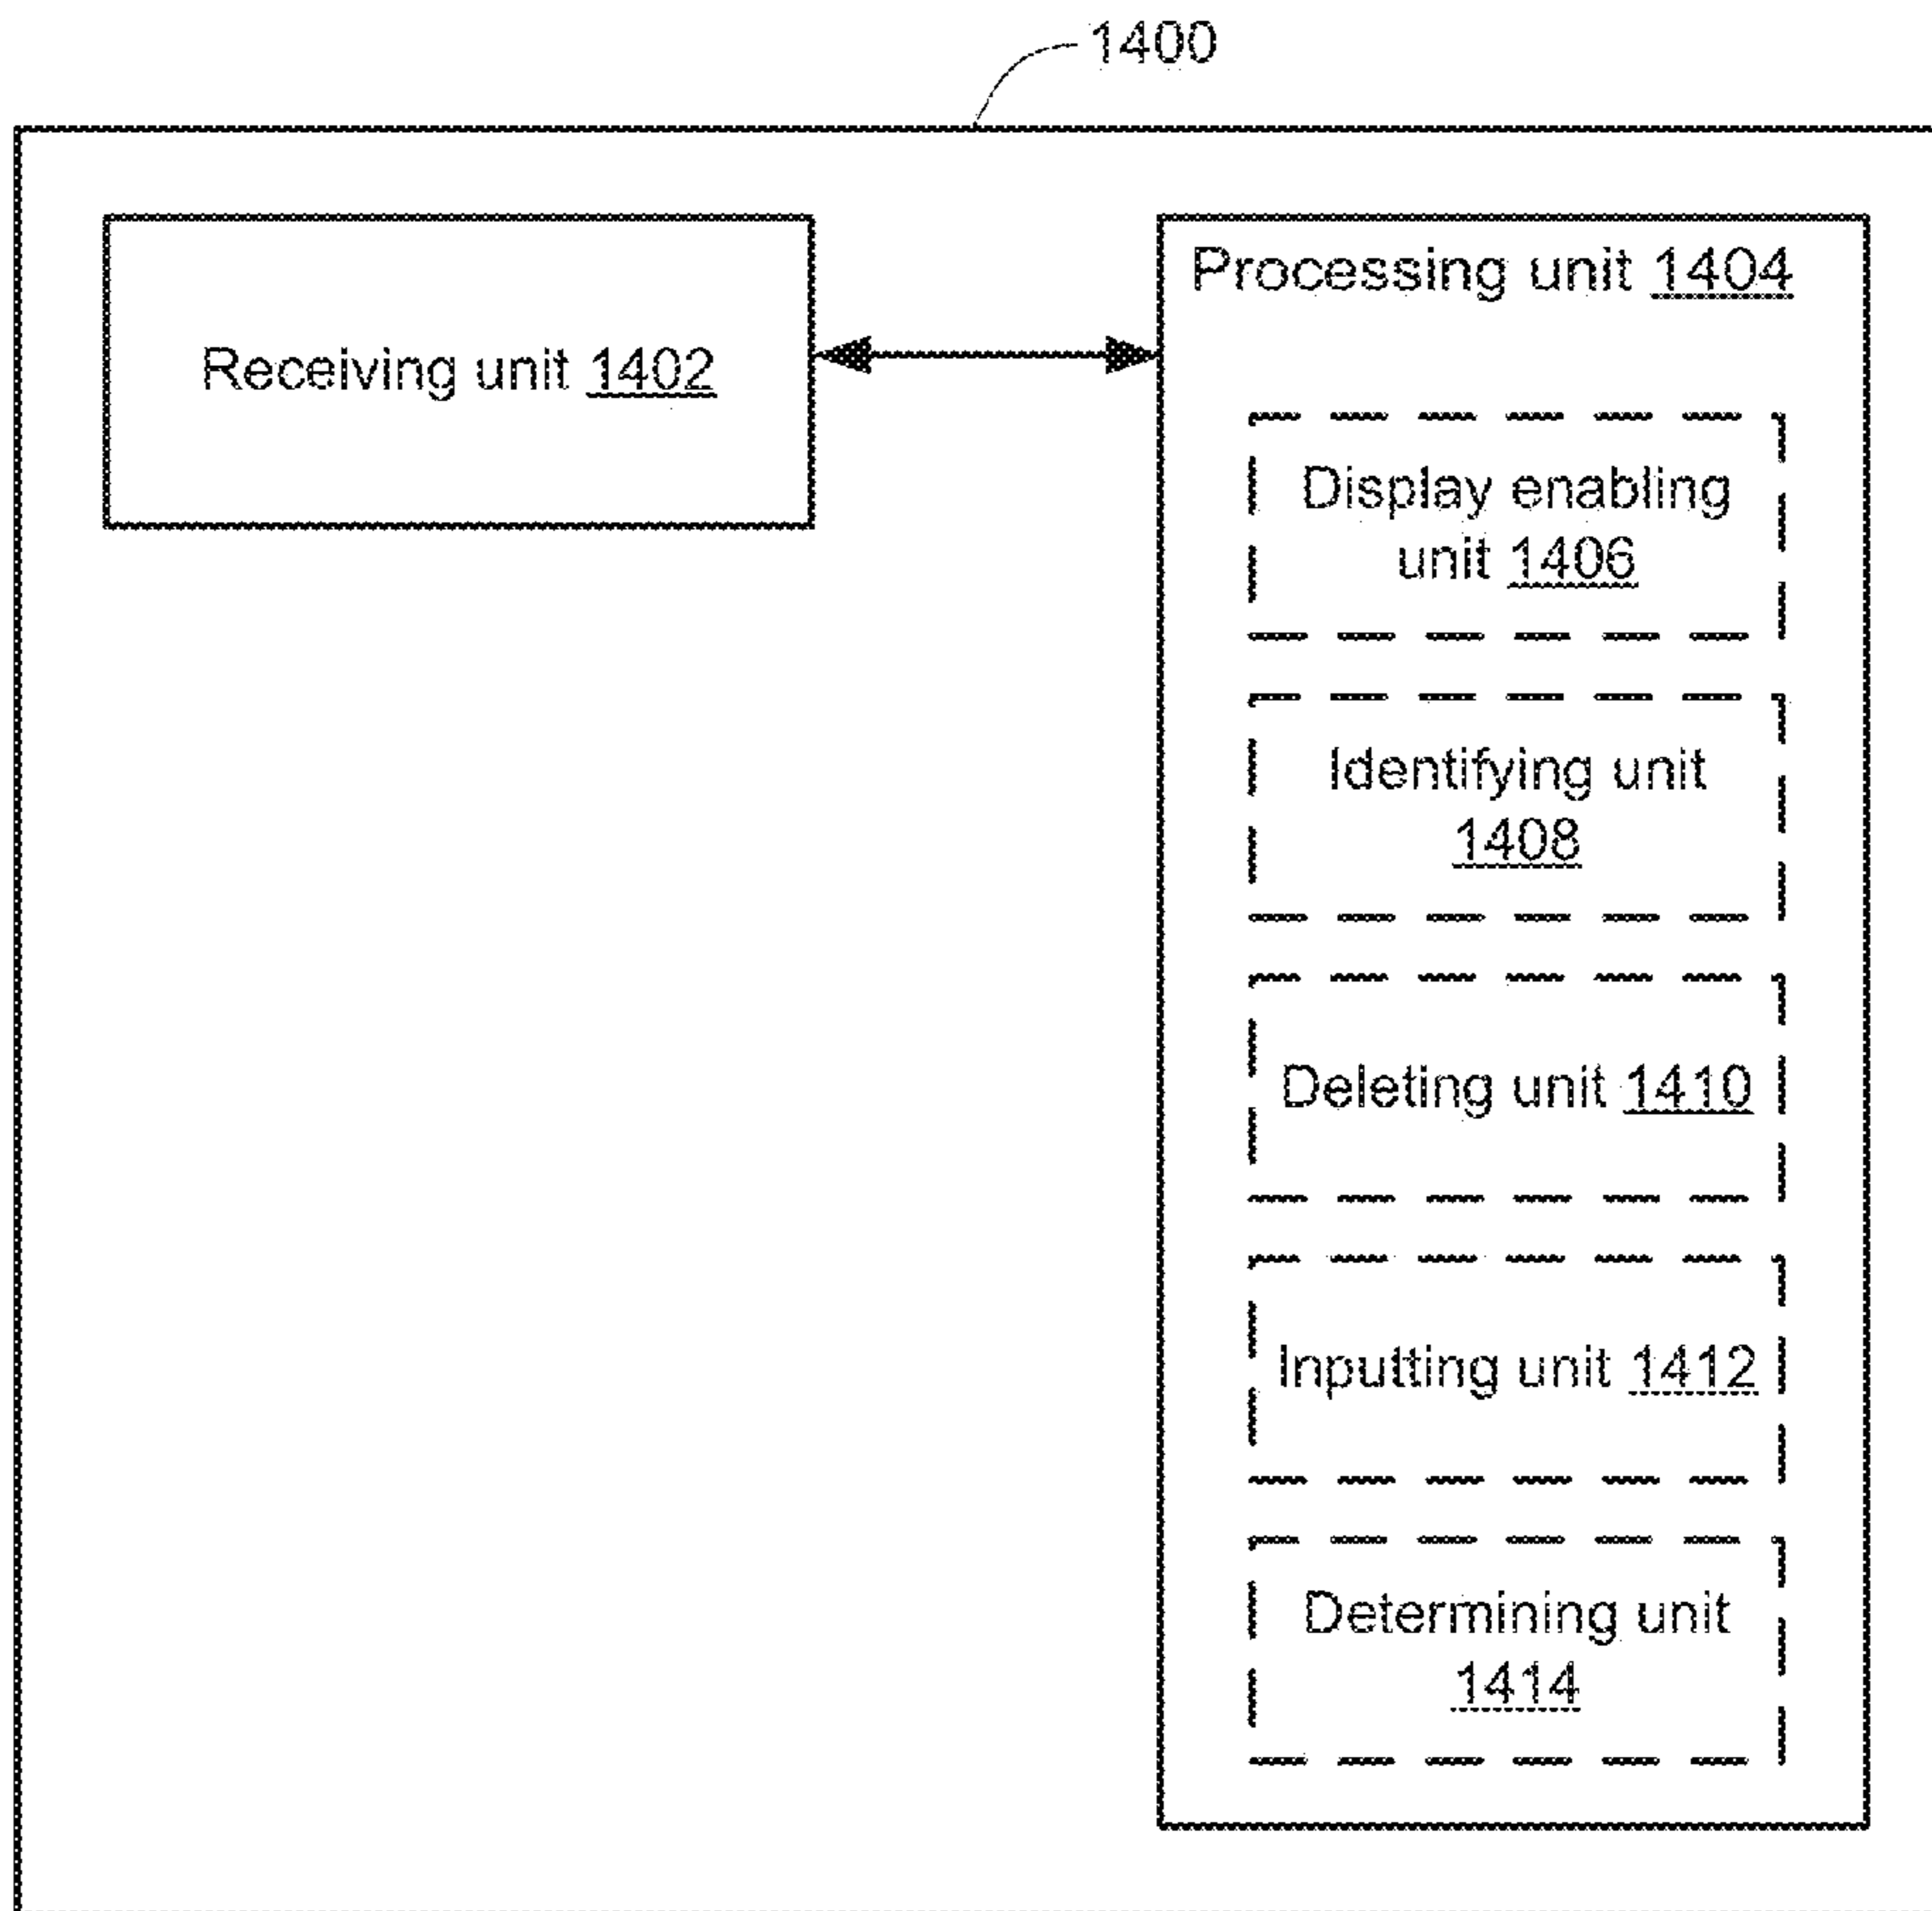 1400
Receiving unit 1402
Processing unit 1404
Display enabling
unit 1406
Identifying unit
1408
Deleting unit 1410
Inputting unit 1412
Determining unit
1414